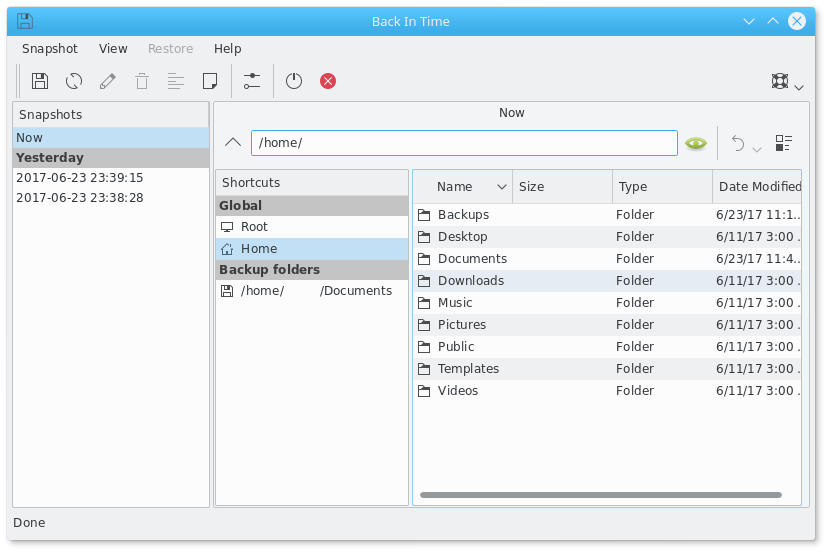 Back In Time
Snapshot View Restore Help
Snapshots
Now
Yesterday
2017-06-23 23:39:15
2017-06-23 23:38:28
Now
/home/
Shortcuts
Global
Root
Home
Backup folders
/home/ /Documents
Name Size Type Date Modified
Backups Folder 6/23/17 11:1...
Desktop Folder 6/11/17 3:00 ...
Documents Folder 6/23/17 11:4...
Downloads Folder 6/11/17 3:00 ...
Music Folder 6/11/17 3:00 ...
Pictures Folder 6/11/17 3:00 ...
Public Folder 6/11/17 3:00 ...
Templates Folder 6/11/17 3:00 ...
Videos Folder 6/11/17 3:00 ...
Done